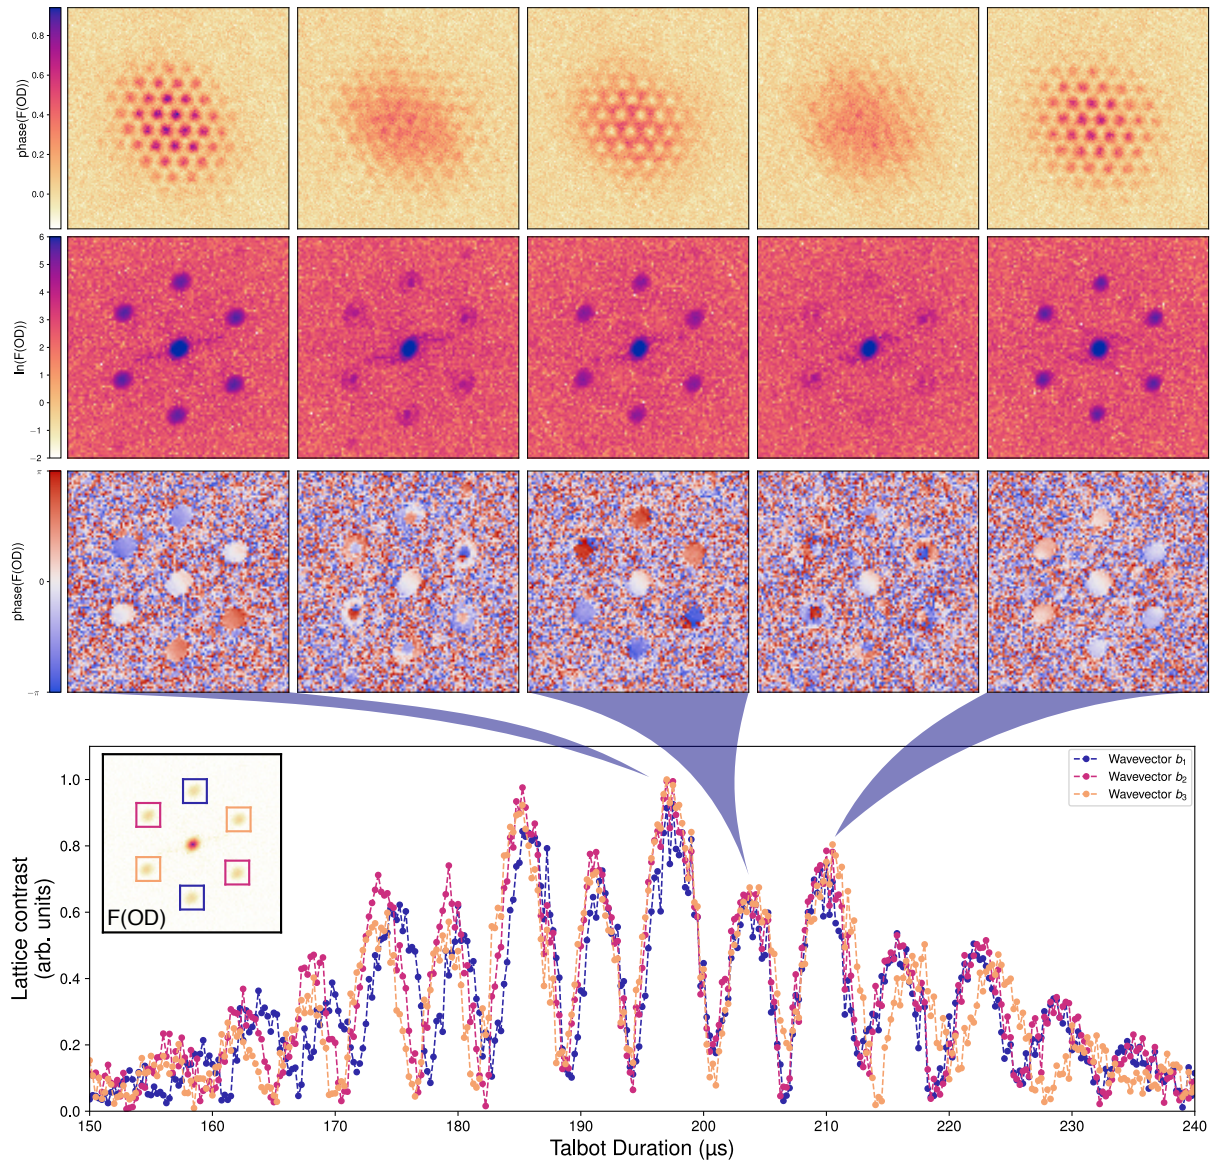 phase(F(OD))
0.8
0.6
0.4
0.2
0.0
ln(F(OD))
6
5
4
3
2
1
0
−1
−2
phase(F(OD))
π
0
−π
Lattice contrast
(arb. units)
1.0
0.8
0.6
0.4
0.2
0.0
F(OD)
Wavevector b₁
Wavevector b₂
Wavevector b₃
150 160 170 180 190 200 210 220 230 240
Talbot Duration (μs)